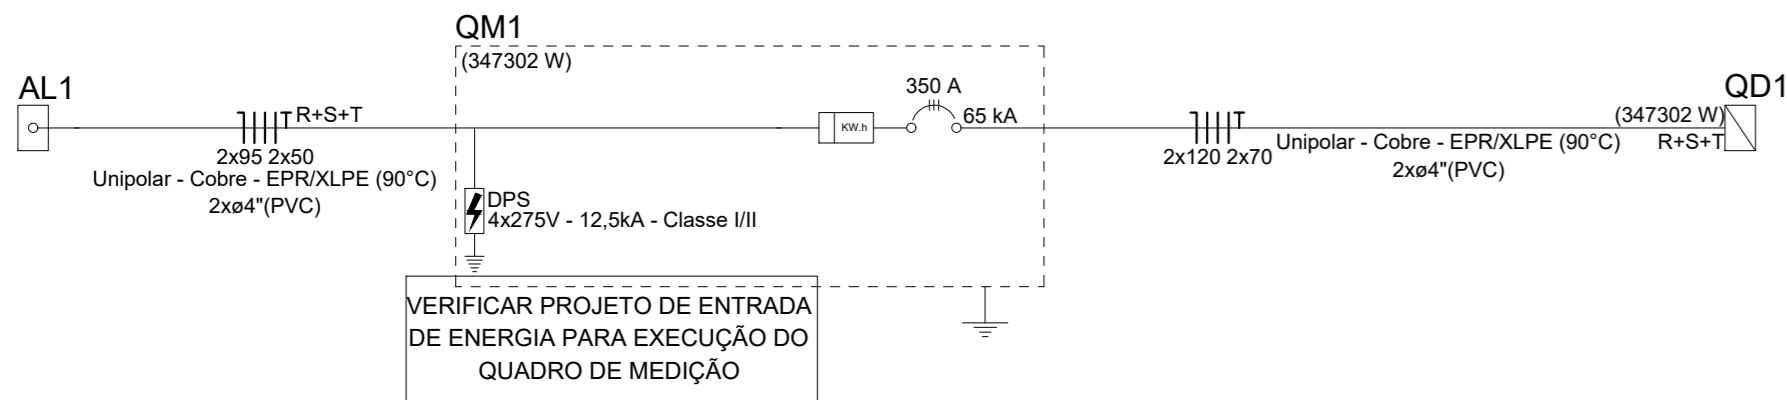 QM1
(347302 W)
AL1
R+S+T
2x95 2x50
Unipolar - Cobre - EPR/XLPE (90°C)
2xø4"(PVC)
DPS
4x275V - 12,5kA - Classe I/II
KW.h
350 A
65 kA
2x120 2x70
Unipolar - Cobre - EPR/XLPE (90°C)
2xø4"(PVC)
QD1
(347302 W)
R+S+T
VERIFICAR PROJETO DE ENTRADA
DE ENERGIA PARA EXECUÇÃO DO
QUADRO DE MEDIÇÃO